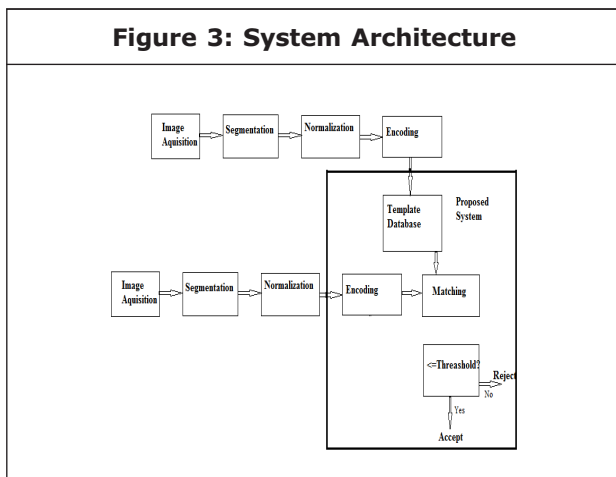 Figure 3: System Architecture
Image
Aquisition
Segmentation
Normalization
Encoding
Template
Database
Proposed
System
Image
Aquisition
Segmentation
Normalization
Encoding
Matching
<=Threashold?
Reject
No
Yes
Accept